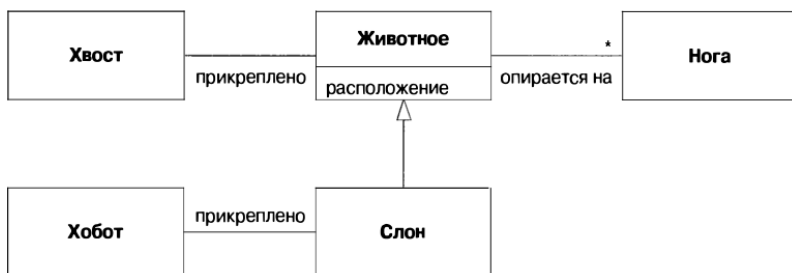 Хвост
прикреплено
Животное
расположение
*
опирается на
Нога
Хобот
прикреплено
Слон